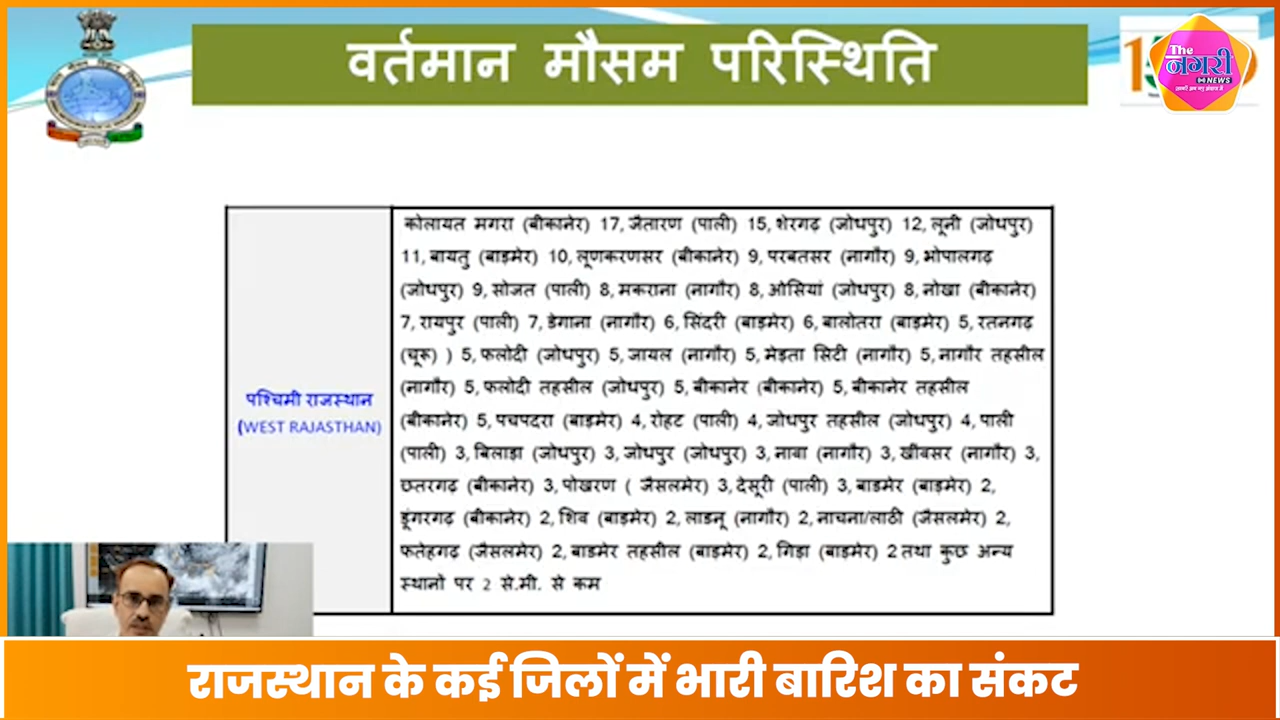 वर्तमान मौसम परिस्थिति
The
नगरी
NEWS
पश्चिमी राजस्थान
(WEST RAJASTHAN)
कोलायत मगरा (बीकानेर) 17, जैतारण (पाली) 15, शेरगढ़ (जोधपुर) 12, लूनी (जोधपुर)
11, बायतु (बाड़मेर) 10, लूणकरणसर (बीकानेर) 9, परबतसर (नागौर) 9, भोपालगढ़
(जोधपुर) 9, सोजत (पाली) 8, मकराना (नागौर) 8, ओसियां (जोधपुर) 8, नोखा (बीकानेर)
7, रायपुर (पाली) 7, डेगाना (नागौर) 6, सिंदरी (बाड़मेर) 6, बालोतरा (बाड़मेर) 5, रतनगढ़
(चूरू) ) 5, फलोदी (जोधपुर) 5, जायल (नागौर) 5, मेड़ता सिटी (नागौर) 5, नागौर तहसील
(नागौर) 5, फलोदी तहसील (जोधपुर) 5, बीकानेर (बीकानेर) 5, बीकानेर तहसील
(बीकानेर) 5, पचपदरा (बाड़मेर) 4, रोहट (पाली) 4, जोधपुर तहसील (जोधपुर) 4, पाली
(पाली) 3, बिलाड़ा (जोधपुर) 3, जोधपुर (जोधपुर) 3, नावा (नागौर) 3, खींवसर (नागौर) 3,
छतरगढ़ (बीकानेर) 3, पोखरण ( जैसलमेर) 3, देसूरी (पाली) 3, बाडमेर (बाड़मेर) 2,
डूंगरगढ़ (बीकानेर) 2, शिव (बाड़मेर) 2, लाडनू (नागौर) 2, नाचना/लाठी (जैसलमेर) 2,
फतेहगढ़ (जैसलमेर) 2, बाडमेर तहसील (बाड़मेर) 2, गिड़ा (बाड़मेर) 2 तथा कुछ अन्य
स्थानों पर 2 से.मी. से कम
राजस्थान के कई जिलों में भारी बारिश का संकट